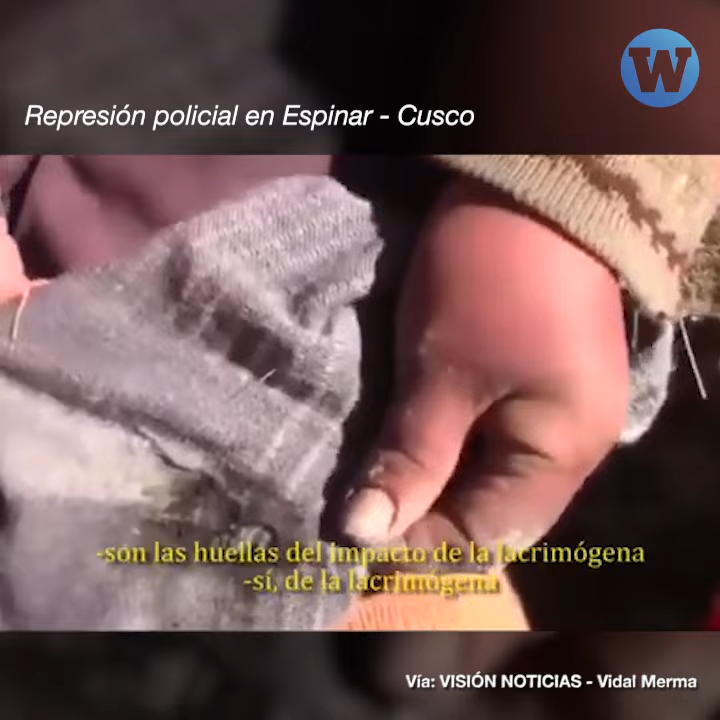 W
Represión policial en Espinar - Cusco
-son las huellas del impacto de la lacrimógena
-sí, de la lacrimógena
Vía: VISIÓN NOTICIAS - Vidal Merma